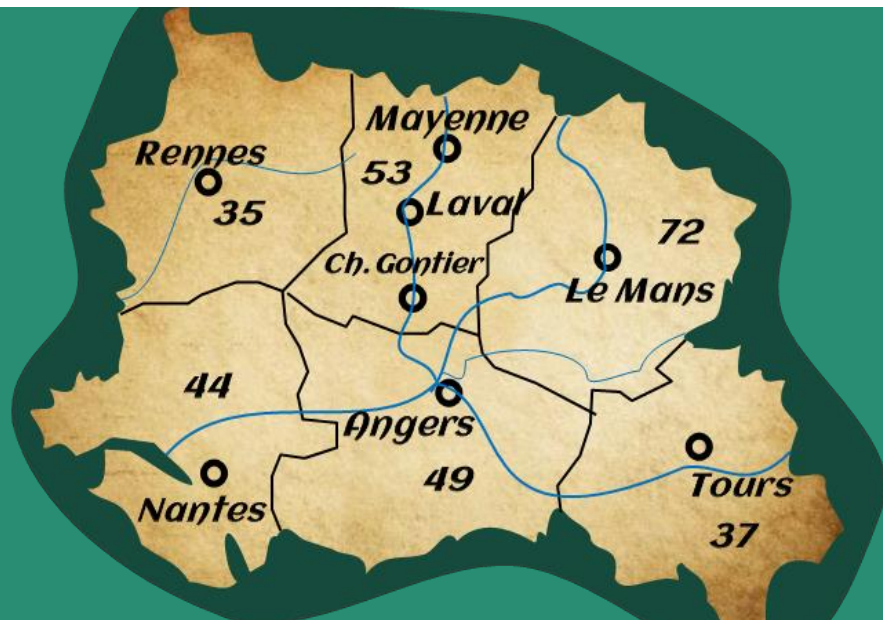 Mayenne
Rennes
53
35
Laval
72
Ch. Gontier
Le Mans
44
Angers
49
Nantes
Tours
37